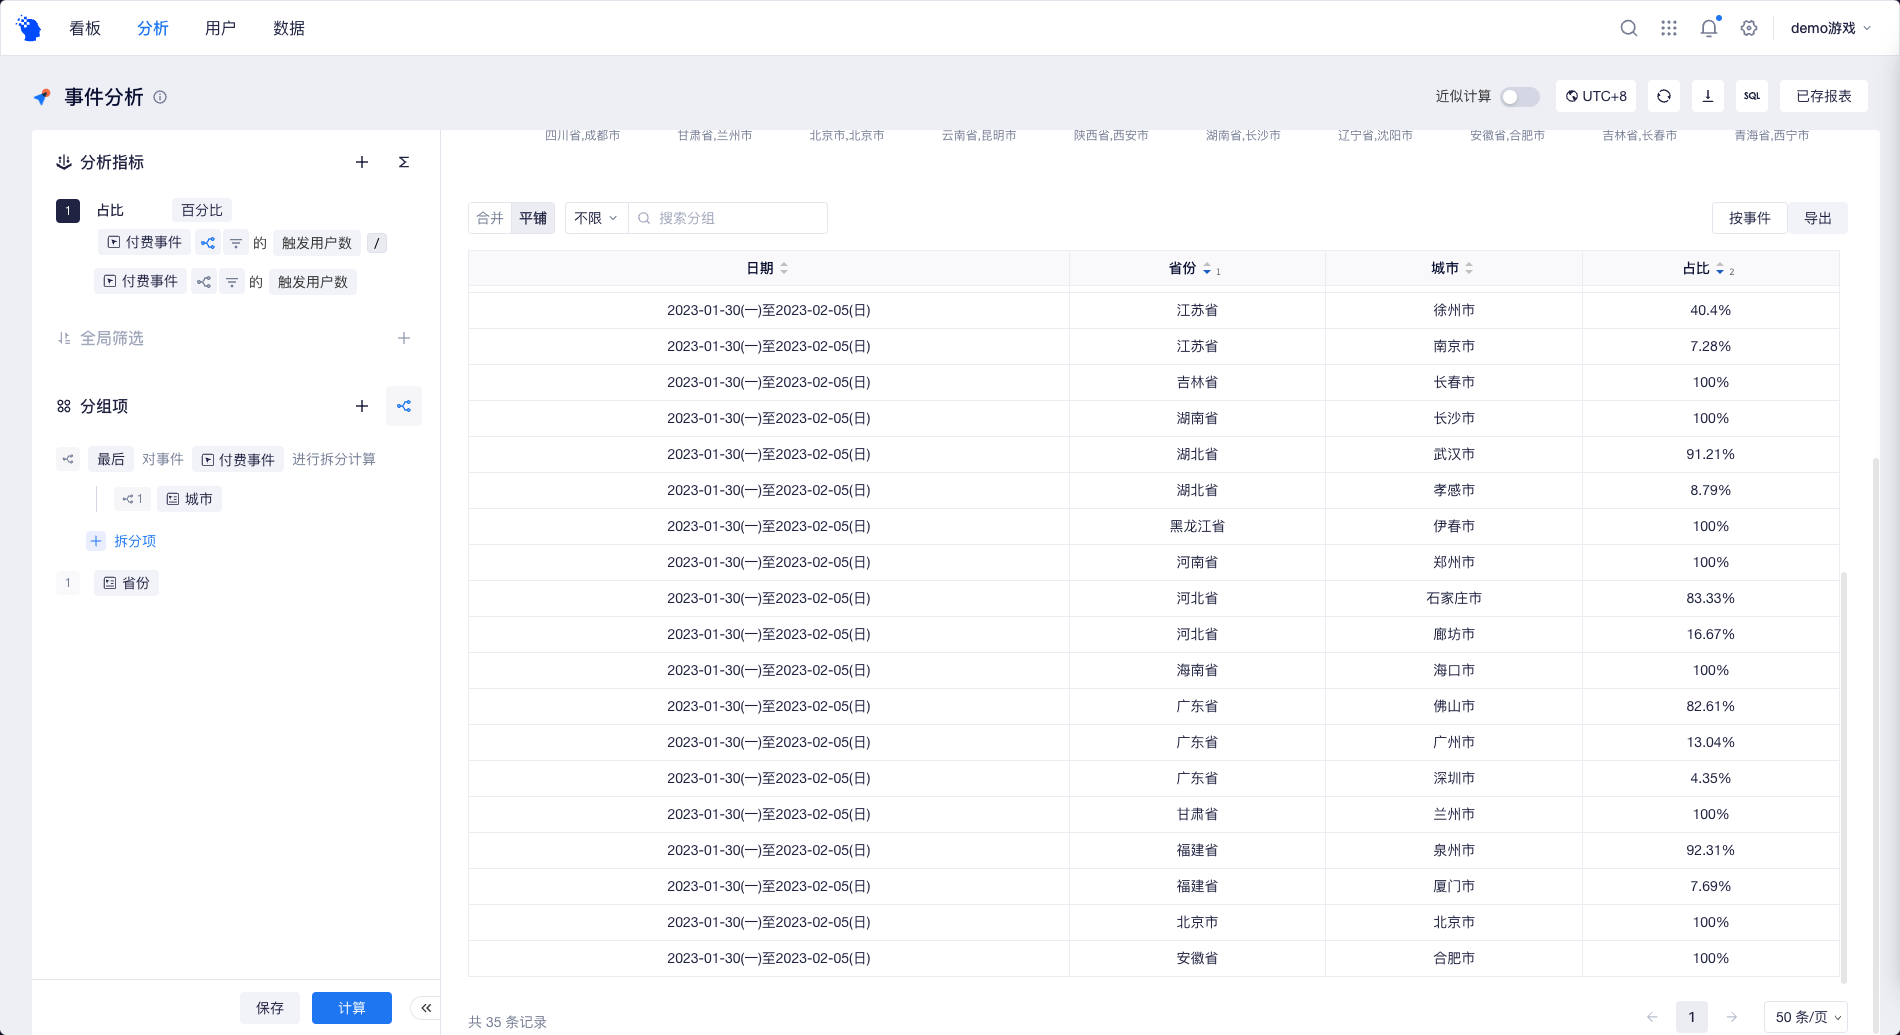 看板 分析 用户 数据 demo游戏
事件分析 近似计算 UTC+8 SQL 已存报表
四川省,成都市 甘肃省,兰州市 北京市,北京市 云南省,昆明市 陕西省,西安市 湖南省,长沙市 辽宁省,沈阳市 安徽省,合肥市 吉林省,长春市 青海省,西宁市
分析指标 + Σ
1 占比 百分比
付费事件 的 触发用户数 /
付费事件 的 触发用户数
全局筛选 +
分组项 +
最后 对事件 付费事件 进行拆分计算
1 城市
+ 拆分项
1 省份
保存 计算 «
合并 平铺 不限 搜索分组 按事件 导出
日期 省份 1 城市 占比 2
2023-01-30(一)至2023-02-05(日) 江苏省 徐州市 40.4%
2023-01-30(一)至2023-02-05(日) 江苏省 南京市 7.28%
2023-01-30(一)至2023-02-05(日) 吉林省 长春市 100%
2023-01-30(一)至2023-02-05(日) 湖南省 长沙市 100%
2023-01-30(一)至2023-02-05(日) 湖北省 武汉市 91.21%
2023-01-30(一)至2023-02-05(日) 湖北省 孝感市 8.79%
2023-01-30(一)至2023-02-05(日) 黑龙江省 伊春市 100%
2023-01-30(一)至2023-02-05(日) 河南省 郑州市 100%
2023-01-30(一)至2023-02-05(日) 河北省 石家庄市 83.33%
2023-01-30(一)至2023-02-05(日) 河北省 廊坊市 16.67%
2023-01-30(一)至2023-02-05(日) 海南省 海口市 100%
2023-01-30(一)至2023-02-05(日) 广东省 佛山市 82.61%
2023-01-30(一)至2023-02-05(日) 广东省 广州市 13.04%
2023-01-30(一)至2023-02-05(日) 广东省 深圳市 4.35%
2023-01-30(一)至2023-02-05(日) 甘肃省 兰州市 100%
2023-01-30(一)至2023-02-05(日) 福建省 泉州市 92.31%
2023-01-30(一)至2023-02-05(日) 福建省 厦门市 7.69%
2023-01-30(一)至2023-02-05(日) 北京市 北京市 100%
2023-01-30(一)至2023-02-05(日) 安徽省 合肥市 100%
共 35 条记录 ← 1 → 50 条/页